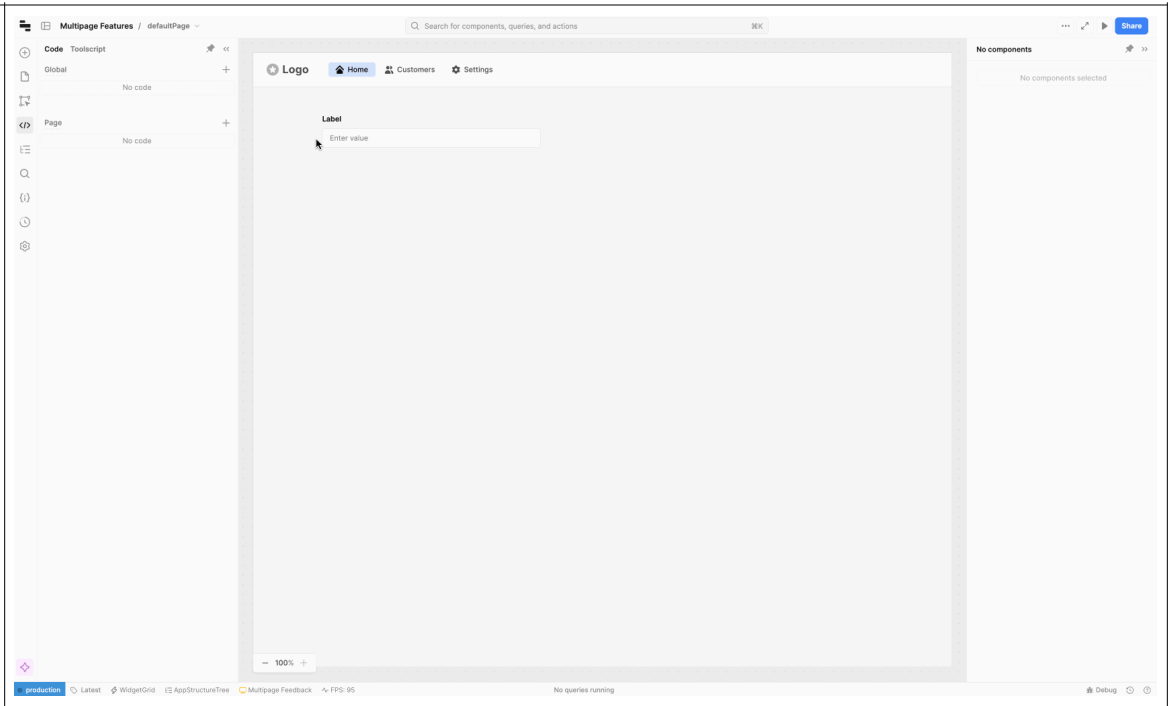 Multipage Features / defaultPage
Search for components, queries, and actions ⌘K
Share
Code Toolscript
Global
No code
Page
No code
Logo Home Customers Settings
Label
Enter value
No components
No components selected
100%
production Latest WidgetGrid AppStructureTree Multipage Feedback FPS: 95
No queries running
Debug